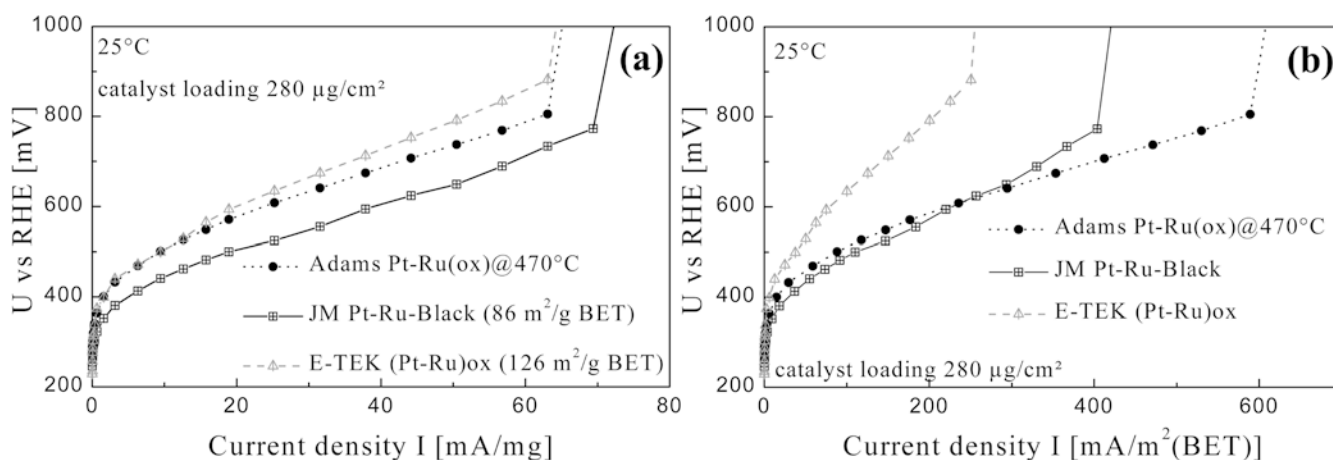 1000
800
600
400
200
U vs RHE [mV]
25°C
(a)
catalyst loading 280 µg/cm²
Adams Pt-Ru(ox)@470°C
JM Pt-Ru-Black (86 m²/g BET)
E-TEK (Pt-Ru)ox (126 m²/g BET)
0 20 40 60 80
Current density I [mA/mg]
1000
800
600
400
200
U vs RHE [mV]
25°C
(b)
Adams Pt-Ru(ox)@470°C
JM Pt-Ru-Black
E-TEK (Pt-Ru)ox
catalyst loading 280 µg/cm²
0 200 400 600
Current density I [mA/m²(BET)]